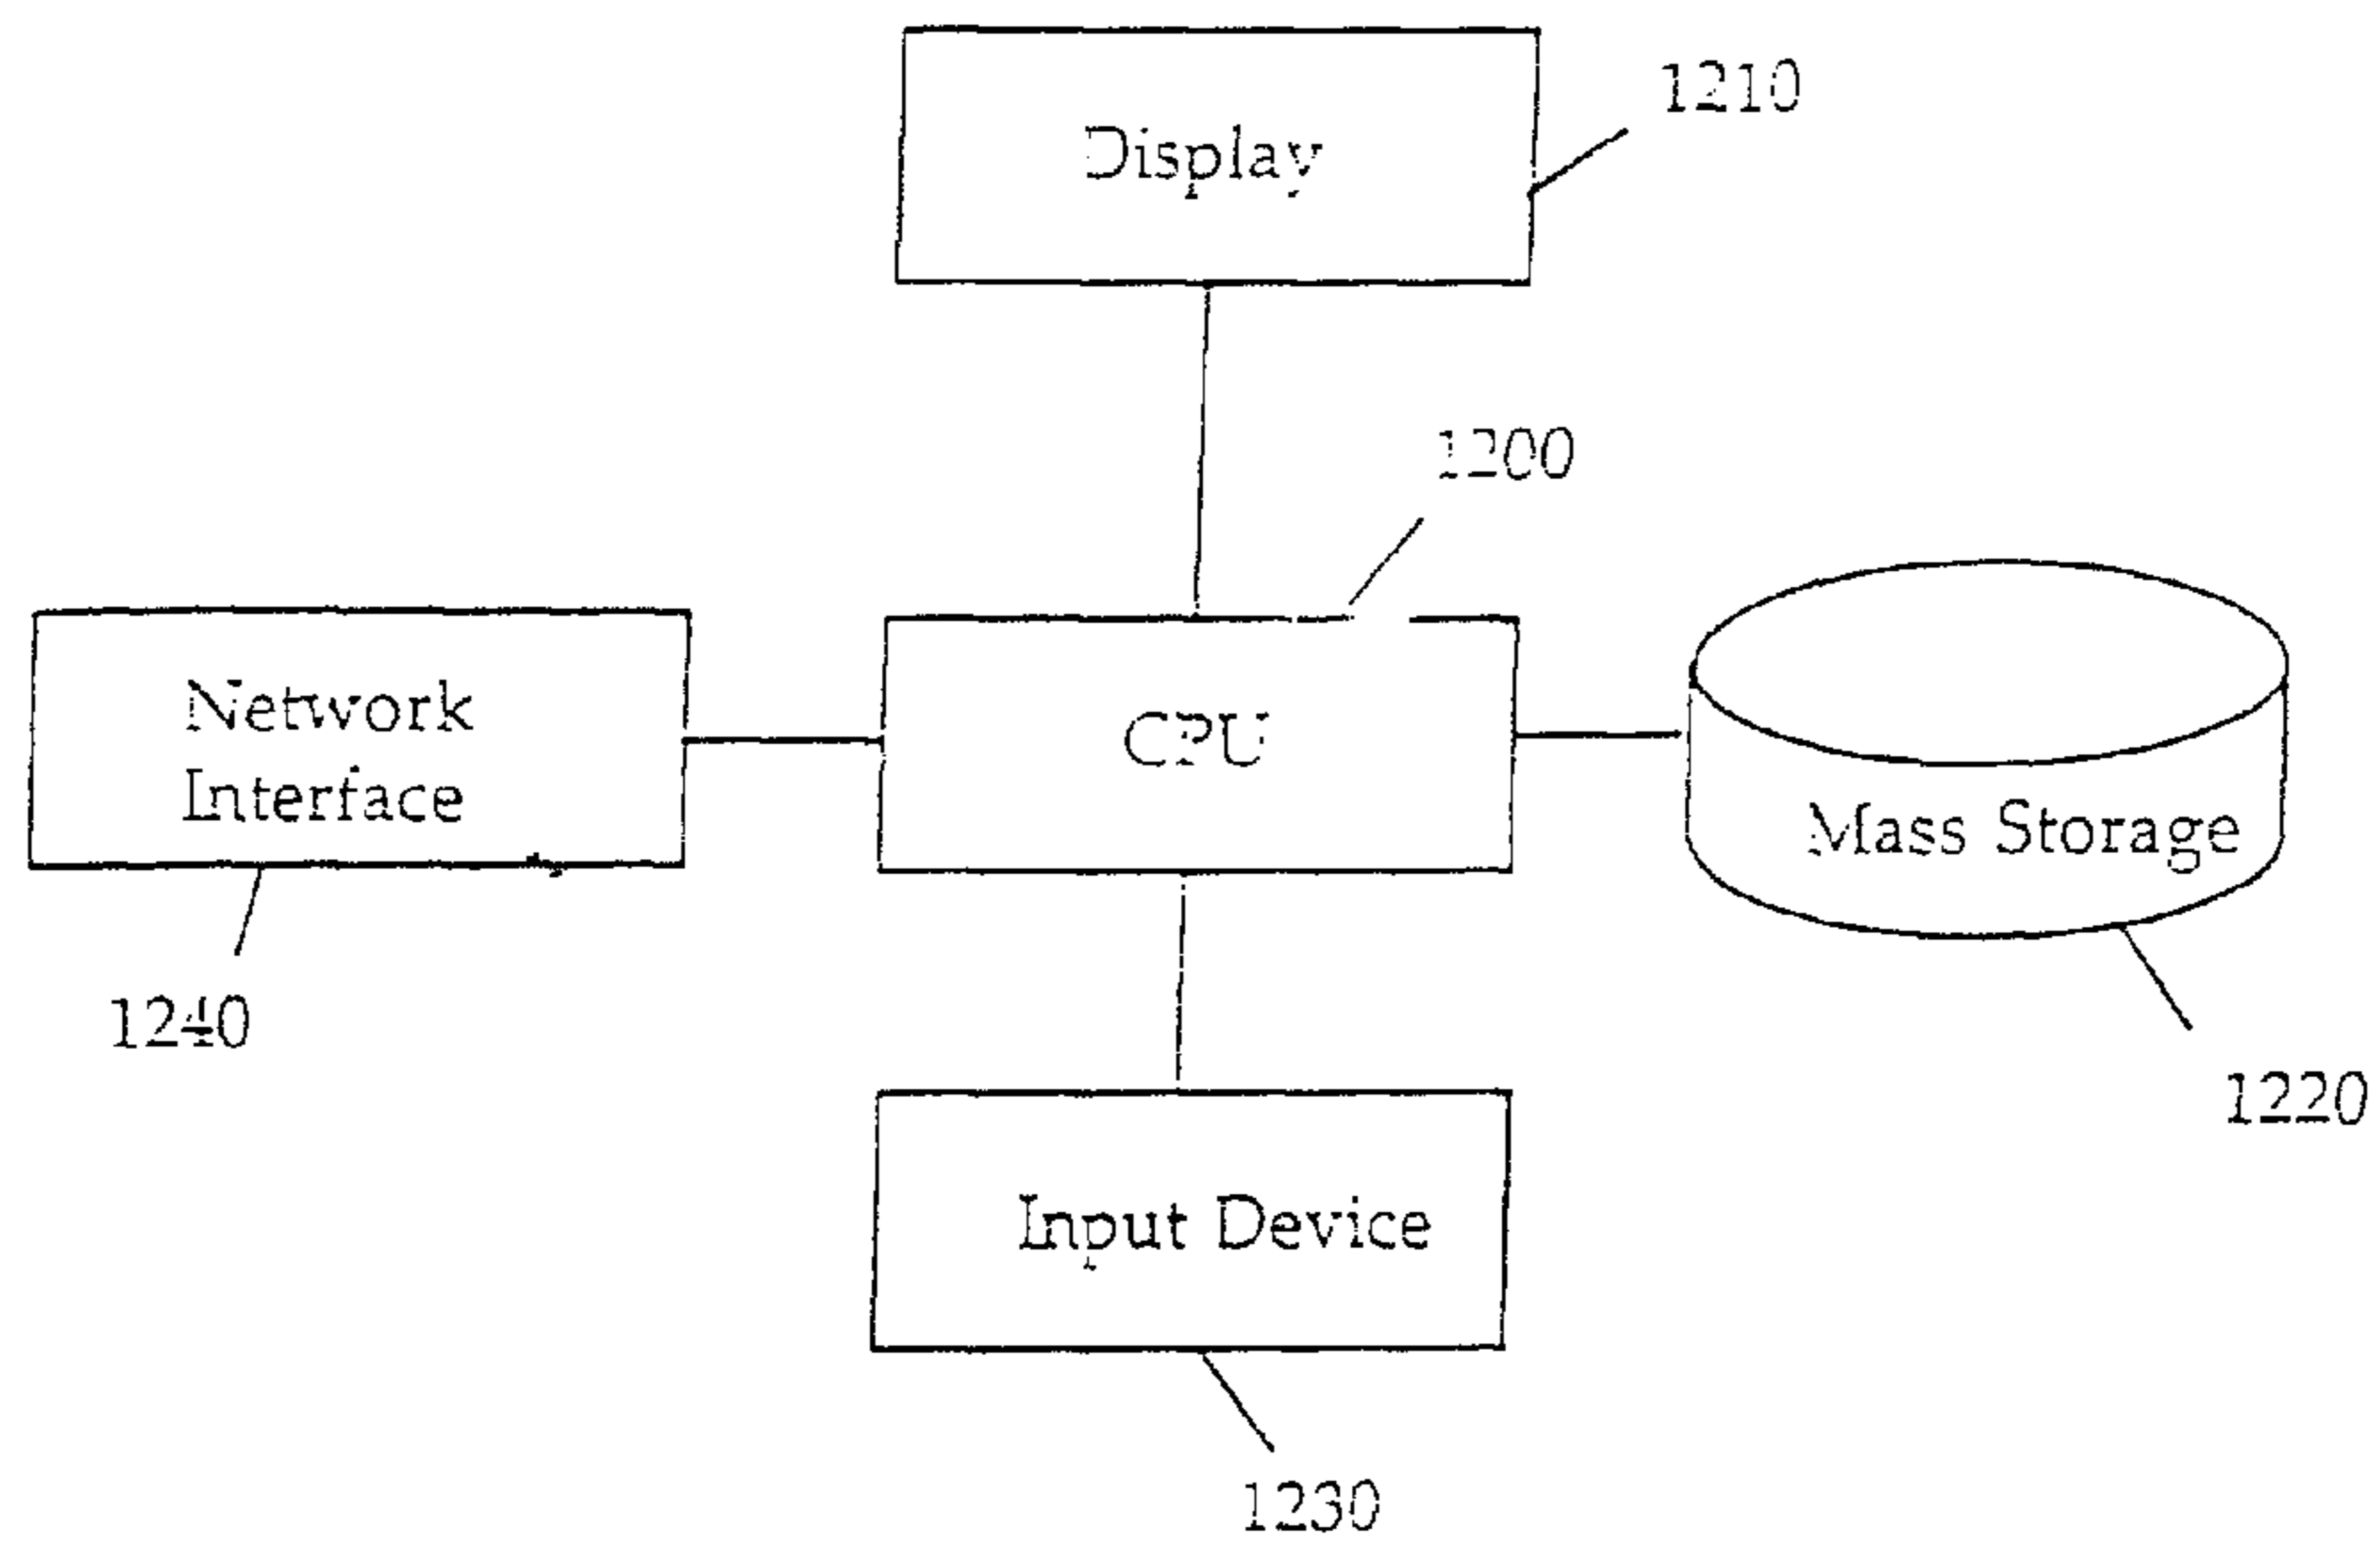 Display
1210
1200
Network
Interface
CPU
Mass Storage
1240
1220
Input Device
1230